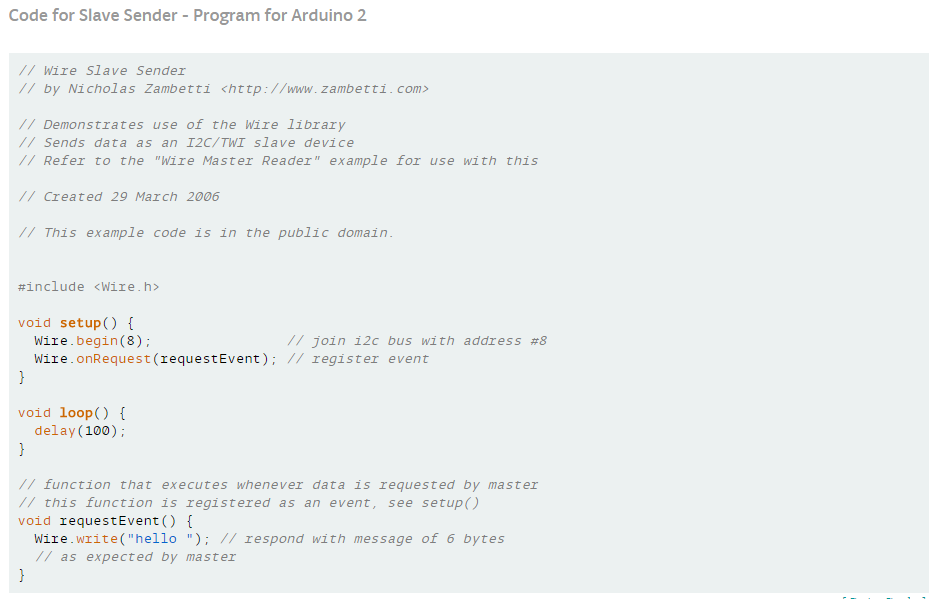 Code for Slave Sender - Program for Arduino 2
// Wire Slave Sender
// by Nicholas Zambetti <http://www.zambetti.com>
// Demonstrates use of the Wire library
// Sends data as an I2C/TWI slave device
// Refer to the "Wire Master Reader" example for use with this
// Created 29 March 2006
// This example code is in the public domain.
#include <Wire.h>
void setup() {
  Wire.begin(8);                // join i2c bus with address #8
  Wire.onRequest(requestEvent); // register event
}
void loop() {
  delay(100);
}
// function that executes whenever data is requested by master
// this function is registered as an event, see setup()
void requestEvent() {
  Wire.write("hello "); // respond with message of 6 bytes
  // as expected by master
}